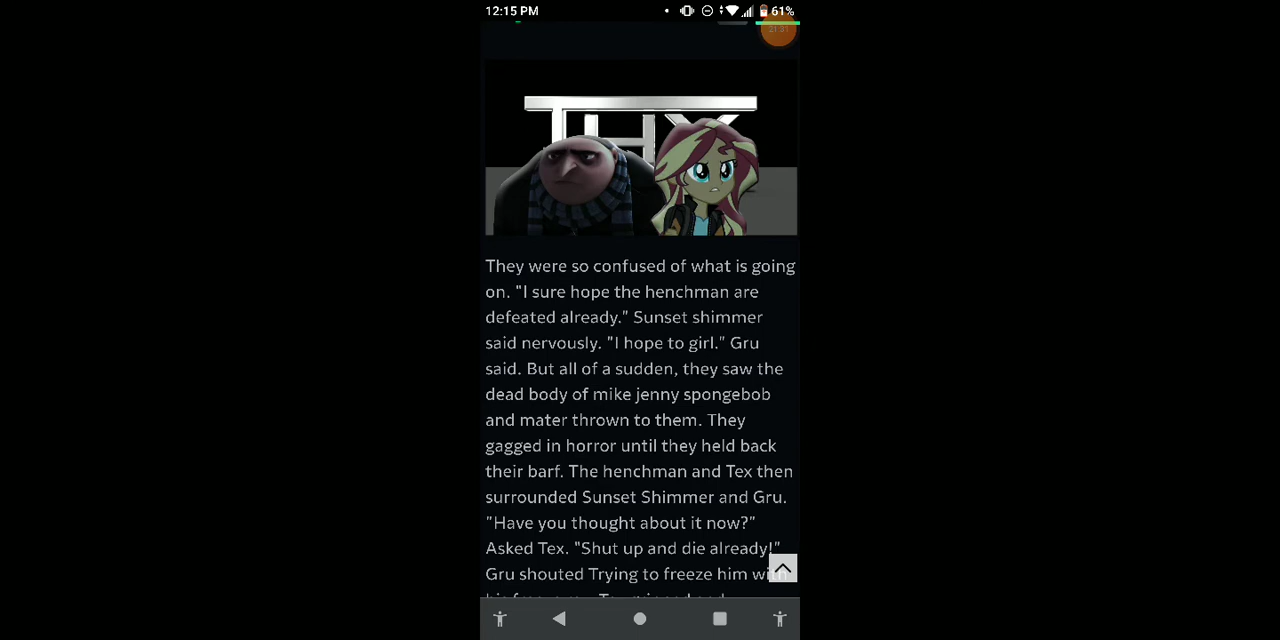 12:15 PM
61%
21:31
THX
They were so confused of what is going
on. "I sure hope the henchman are
defeated already." Sunset shimmer
said nervously. "I hope to girl." Gru
said. But all of a sudden, they saw the
dead body of mike jenny spongebob
and mater thrown to them. They
gagged in horror until they held back
their barf. The henchman and Tex then
surrounded Sunset Shimmer and Gru.
"Have you thought about it now?"
Asked Tex. "Shut up and die already!"
Gru shouted Trying to freeze him with